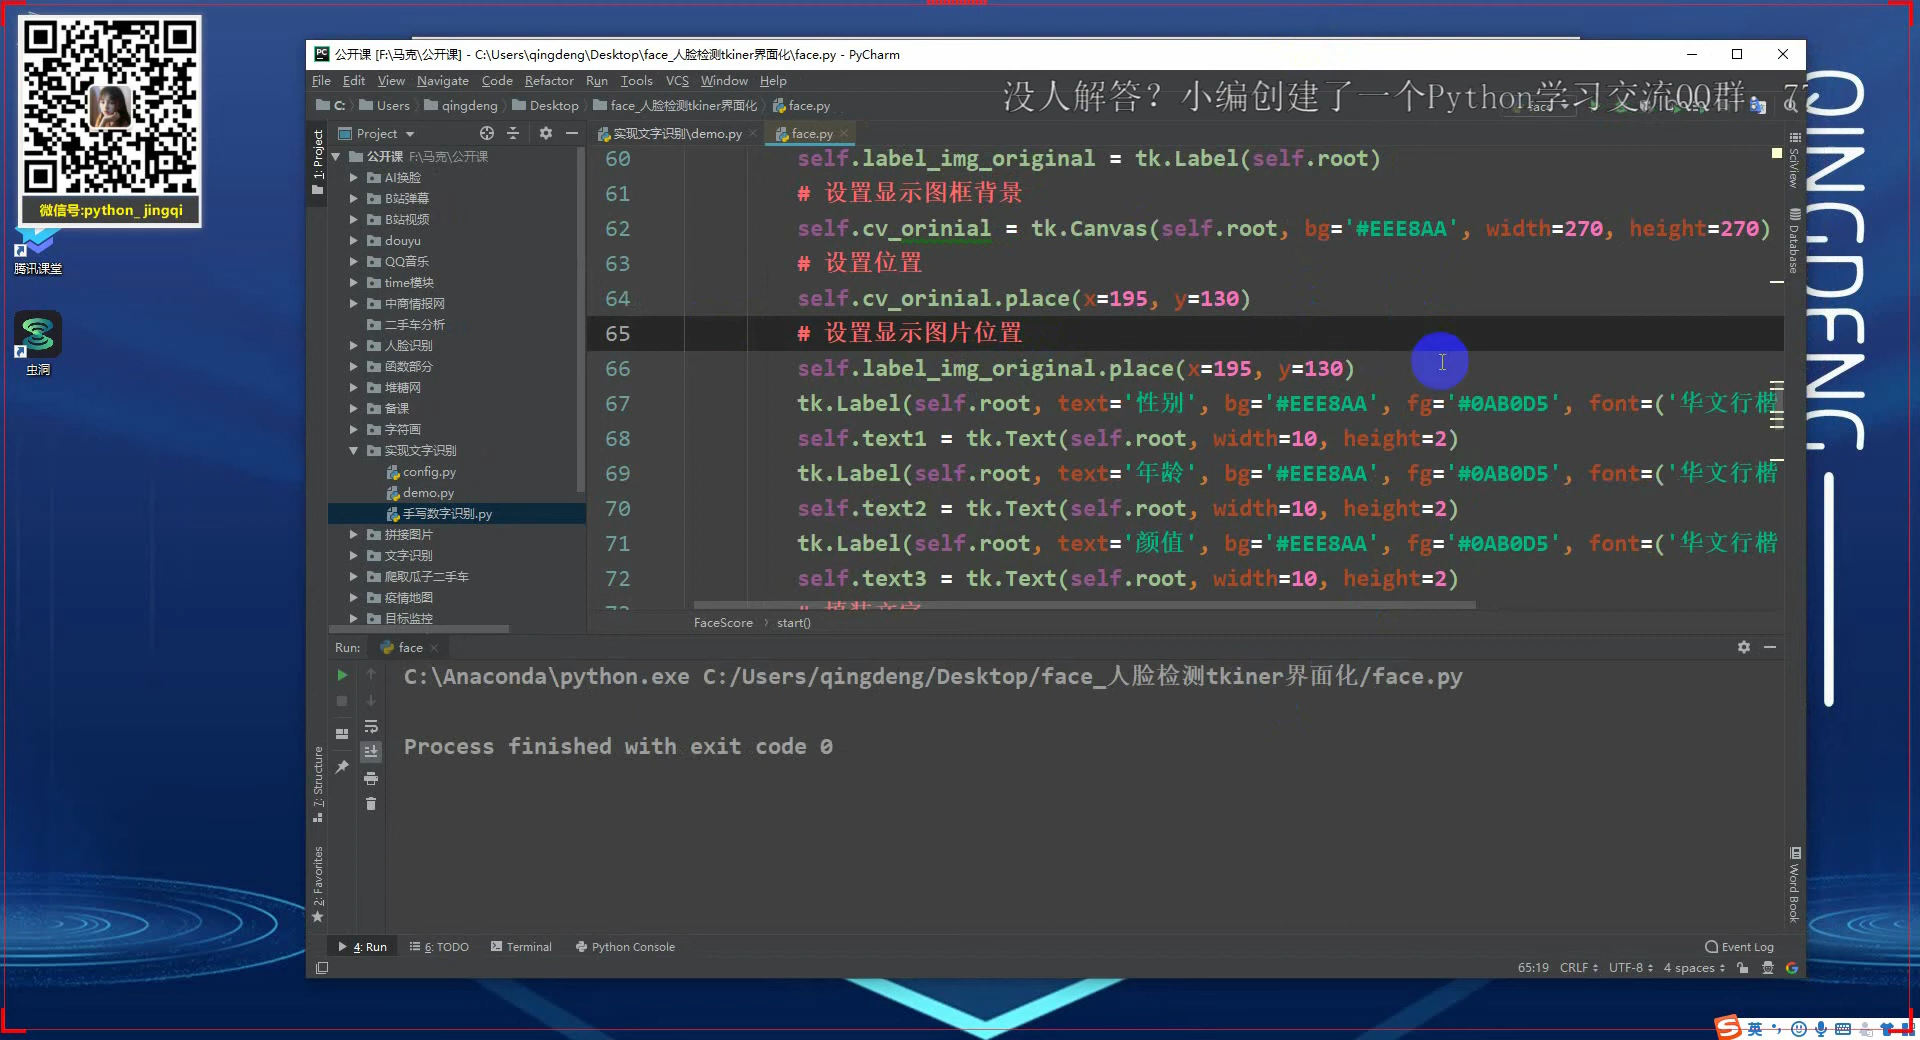 微信号:python_jingqi
腾讯课堂
虫洞
公开课 [F:\马克\公开课] - C:\Users\qingdeng\Desktop\face_人脸检测tkiner界面化\face.py - PyCharm
File Edit View Navigate Code Refactor Run Tools VCS Window Help
没人解答？小编创建了一个Python学习交流QQ群
C: Users qingdeng Desktop face_人脸检测tkiner界面化 face.py
1: Project
Project
实现文字识别\demo.py face.py
公开课 F:\马克\公开课
AI换脸
B站弹幕
B站视频
douyu
QQ音乐
time模块
中商情报网
二手车分析
人脸识别
函数部分
堆糖网
备课
字符画
实现文字识别
config.py
demo.py
手写数字识别.py
拼接图片
文字识别
爬取瓜子二手车
疫情地图
目标监控
60 self.label_img_original = tk.Label(self.root)
61 # 设置显示图框背景
62 self.cv_orinial = tk.Canvas(self.root, bg='#EEE8AA', width=270, height=270)
63 # 设置位置
64 self.cv_orinial.place(x=195, y=130)
65 # 设置显示图片位置
66 self.label_img_original.place(x=195, y=130)
67 tk.Label(self.root, text='性别', bg='#EEE8AA', fg='#0AB0D5', font=('华文行楷
68 self.text1 = tk.Text(self.root, width=10, height=2)
69 tk.Label(self.root, text='年龄', bg='#EEE8AA', fg='#0AB0D5', font=('华文行楷
70 self.text2 = tk.Text(self.root, width=10, height=2)
71 tk.Label(self.root, text='颜值', bg='#EEE8AA', fg='#0AB0D5', font=('华文行楷
72 self.text3 = tk.Text(self.root, width=10, height=2)
FaceScore › start()
SciView
Database
Word Book
QINGDENG
Run: face
C:\Anaconda\python.exe C:/Users/qingdeng/Desktop/face_人脸检测tkiner界面化/face.py
Process finished with exit code 0
7: Structure
2: Favorites
4: Run 6: TODO Terminal Python Console Event Log
65:19 CRLF UTF-8 4 spaces
英